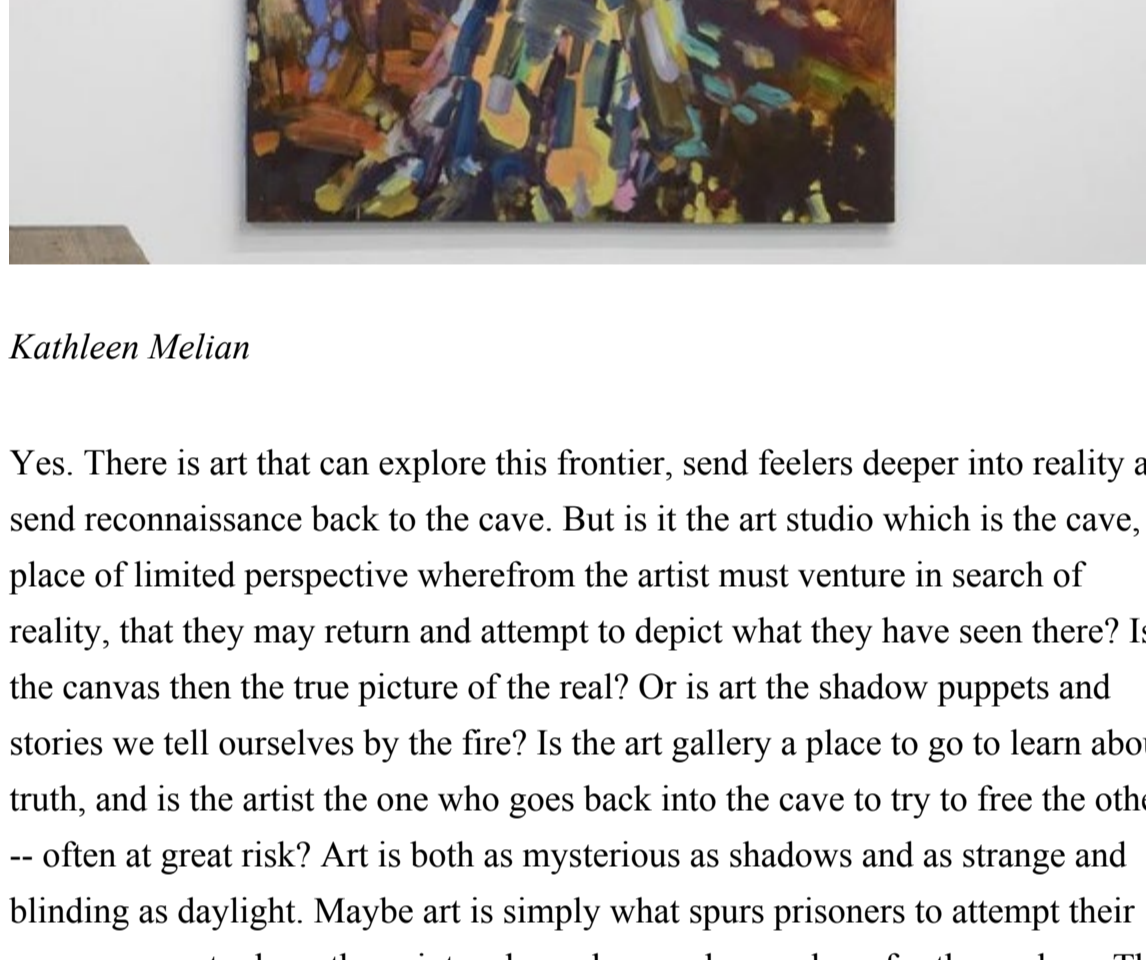 Kathleen Melian
Yes. There is art that can explore this frontier, send feelers deeper into reality a
send reconnaissance back to the cave. But is it the art studio which is the cave,
place of limited perspective wherefrom the artist must venture in search of
reality, that they may return and attempt to depict what they have seen there? Is
the canvas then the true picture of the real? Or is art the shadow puppets and
stories we tell ourselves by the fire? Is the art gallery a place to go to learn abou
truth, and is the artist the one who goes back into the cave to try to free the othe
-- often at great risk? Art is both as mysterious as shadows and as strange and
blinding as daylight. Maybe art is simply what spurs prisoners to attempt their